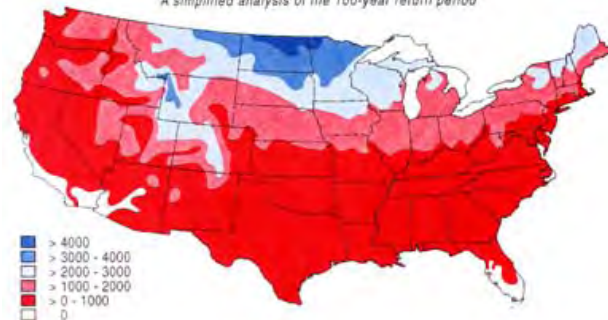 A simplified analysis of the 100-year return period
> 4000
> 3000 - 4000
> 2000 - 3000
> 1000 - 2000
> 0 - 1000
0